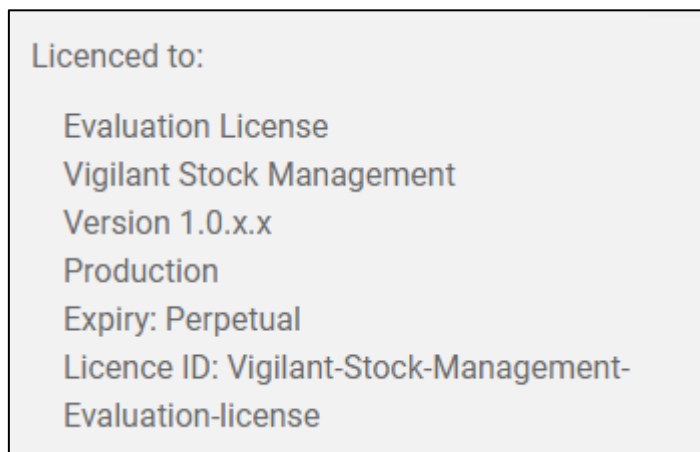 Licenced to:
Evaluation License
Vigilant Stock Management
Version 1.0.x.x
Production
Expiry: Perpetual
Licence ID: Vigilant-Stock-Management-
Evaluation-license